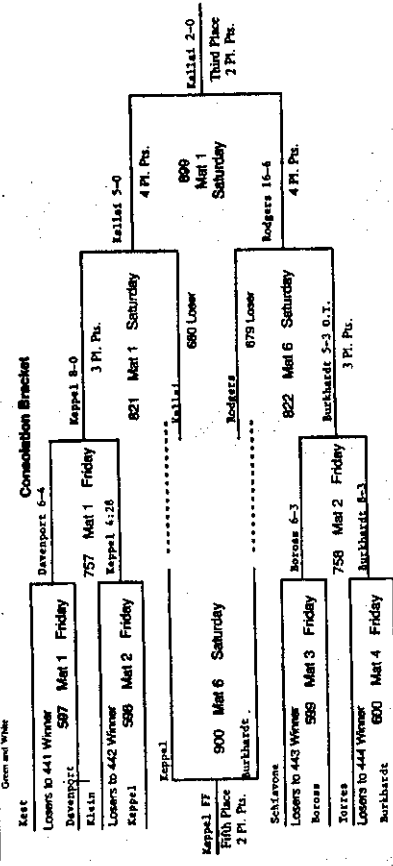 Green and White
Consolation Bracket
Kest
Losers to 441 Winner
597 Mat 1 Friday
Davenport
Davenport 6-4
757 Mat 1 Friday
Klein
Losers to 442 Winner
598 Mat 2 Friday
Keppel
Keppel 4:28
Keppel 8-0
3 Pl. Pts.
821 Mat 1 Saturday
Kallai
680 Loser
Kallai 5-0
4 Pl. Pts.
899
Mat 1
Saturday
Kallai 2-0
Third Place
2 Pl. Pts.
Keppel
900 Mat 6 Saturday
Burkhardt
Keppel FF
Fifth Place
2 Pl. Pts.
Rodgers
679 Loser
822 Mat 6 Saturday
Rodgers 16-6
4 Pl. Pts.
Schiavone
Losers to 443 Winner
599 Mat 3 Friday
Boross
Boross 6-3
758 Mat 2 Friday
Torres
Losers to 444 Winner
600 Mat 4 Friday
Burkhardt
Burkhardt 8-3
Burkhardt 5-3 O.T.
3 Pl. Pts.